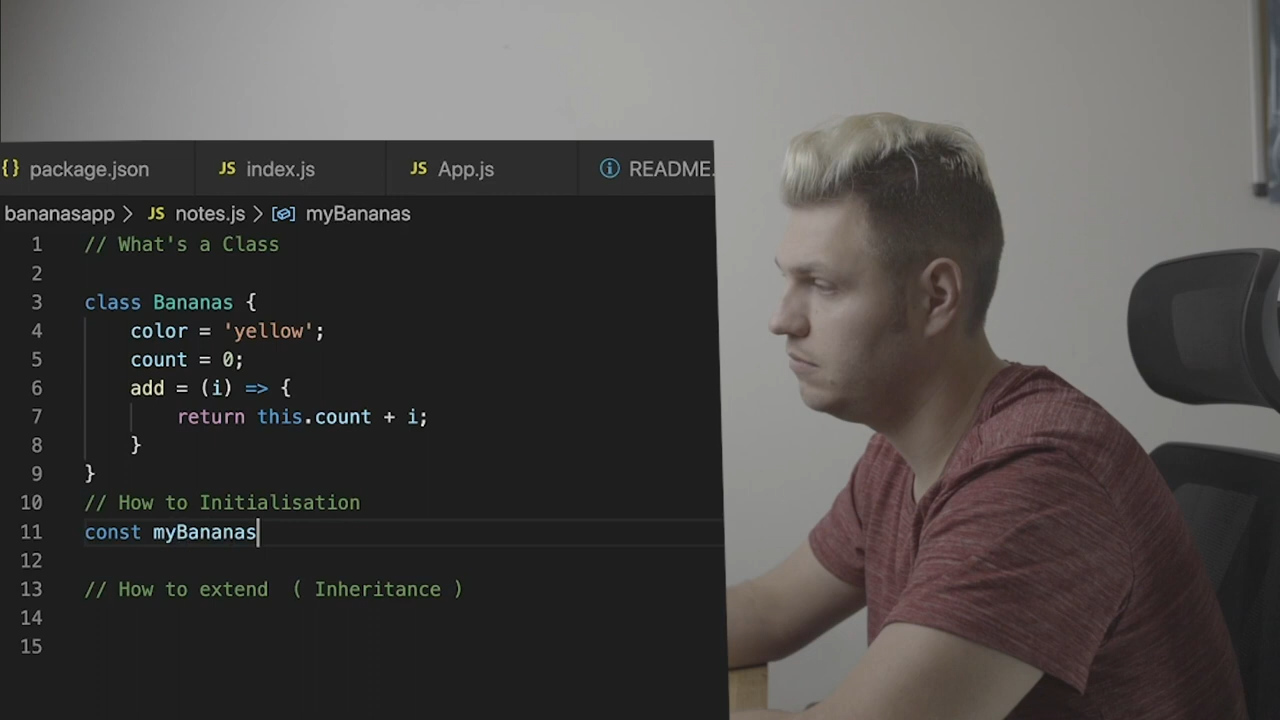 {} package.json JS index.js JS App.js README.
bananasapp > JS notes.js > myBananas
1 // What's a Class
2
3 class Bananas {
4 color = 'yellow';
5 count = 0;
6 add = (i) => {
7 return this.count + i;
8 }
9 }
10 // How to Initialisation
11 const myBananas
12
13 // How to extend ( Inheritance )
14
15